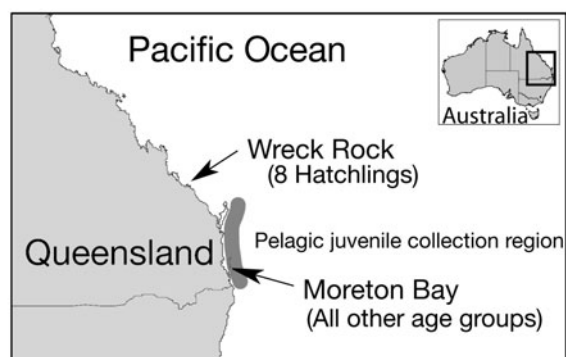 Pacific Ocean
Australia
Wreck Rock
(8 Hatchlings)
Queensland
Pelagic juvenile collection region
Moreton Bay
(All other age groups)